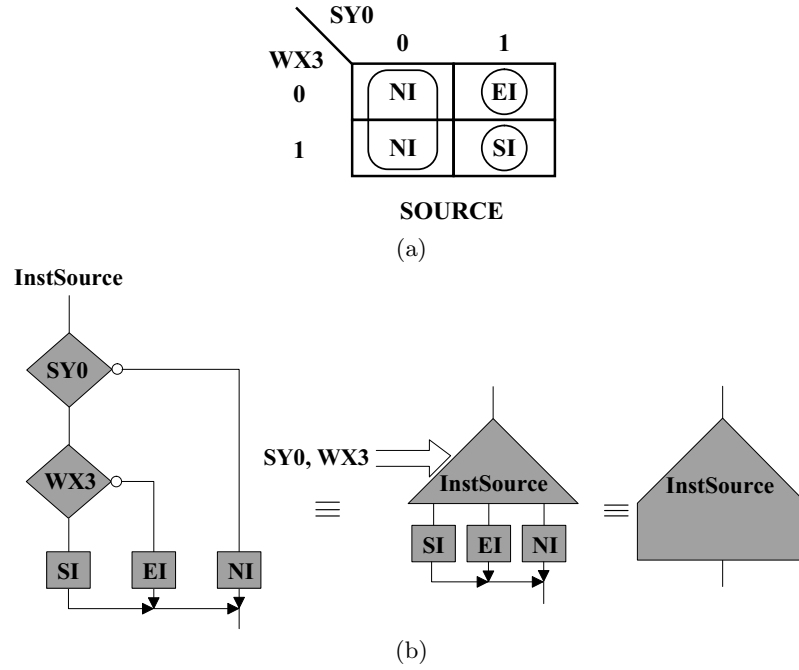 SY0
WX3
0 1
0 NI EI
1 NI SI
SOURCE
(a)
InstSource
SY0
WX3
SI EI NI
≡
SY0, WX3
InstSource
SI EI NI
≡
InstSource
(b)